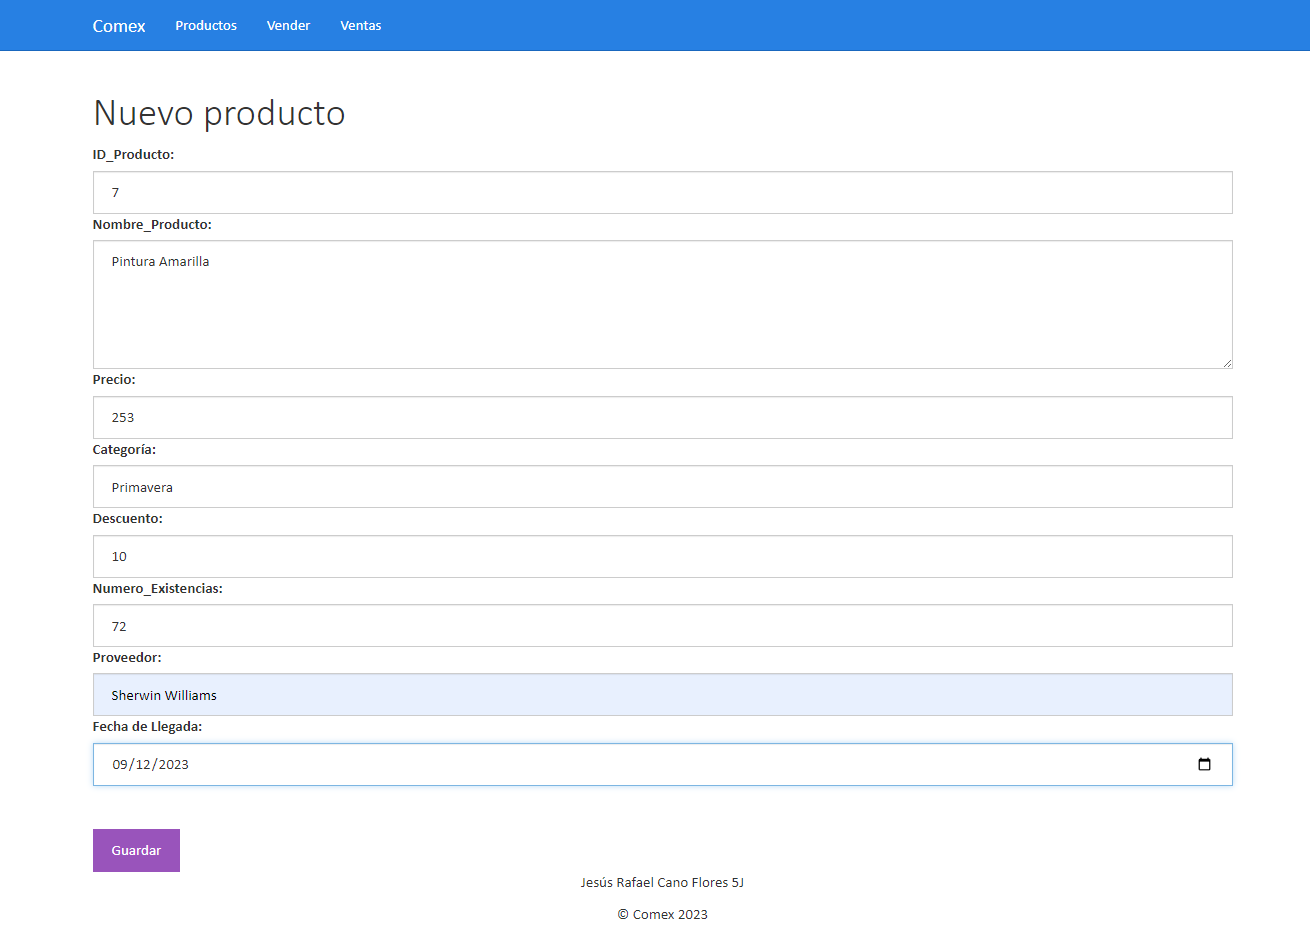 Comex Productos Vender Ventas
Nuevo producto
ID_Producto:
7
Nombre_Producto:
Pintura Amarilla
Precio:
253
Categoría:
Primavera
Descuento:
10
Numero_Existencias:
72
Proveedor:
Sherwin Williams
Fecha de Llegada:
09/12/2023
Guardar
Jesús Rafael Cano Flores 5J
© Comex 2023